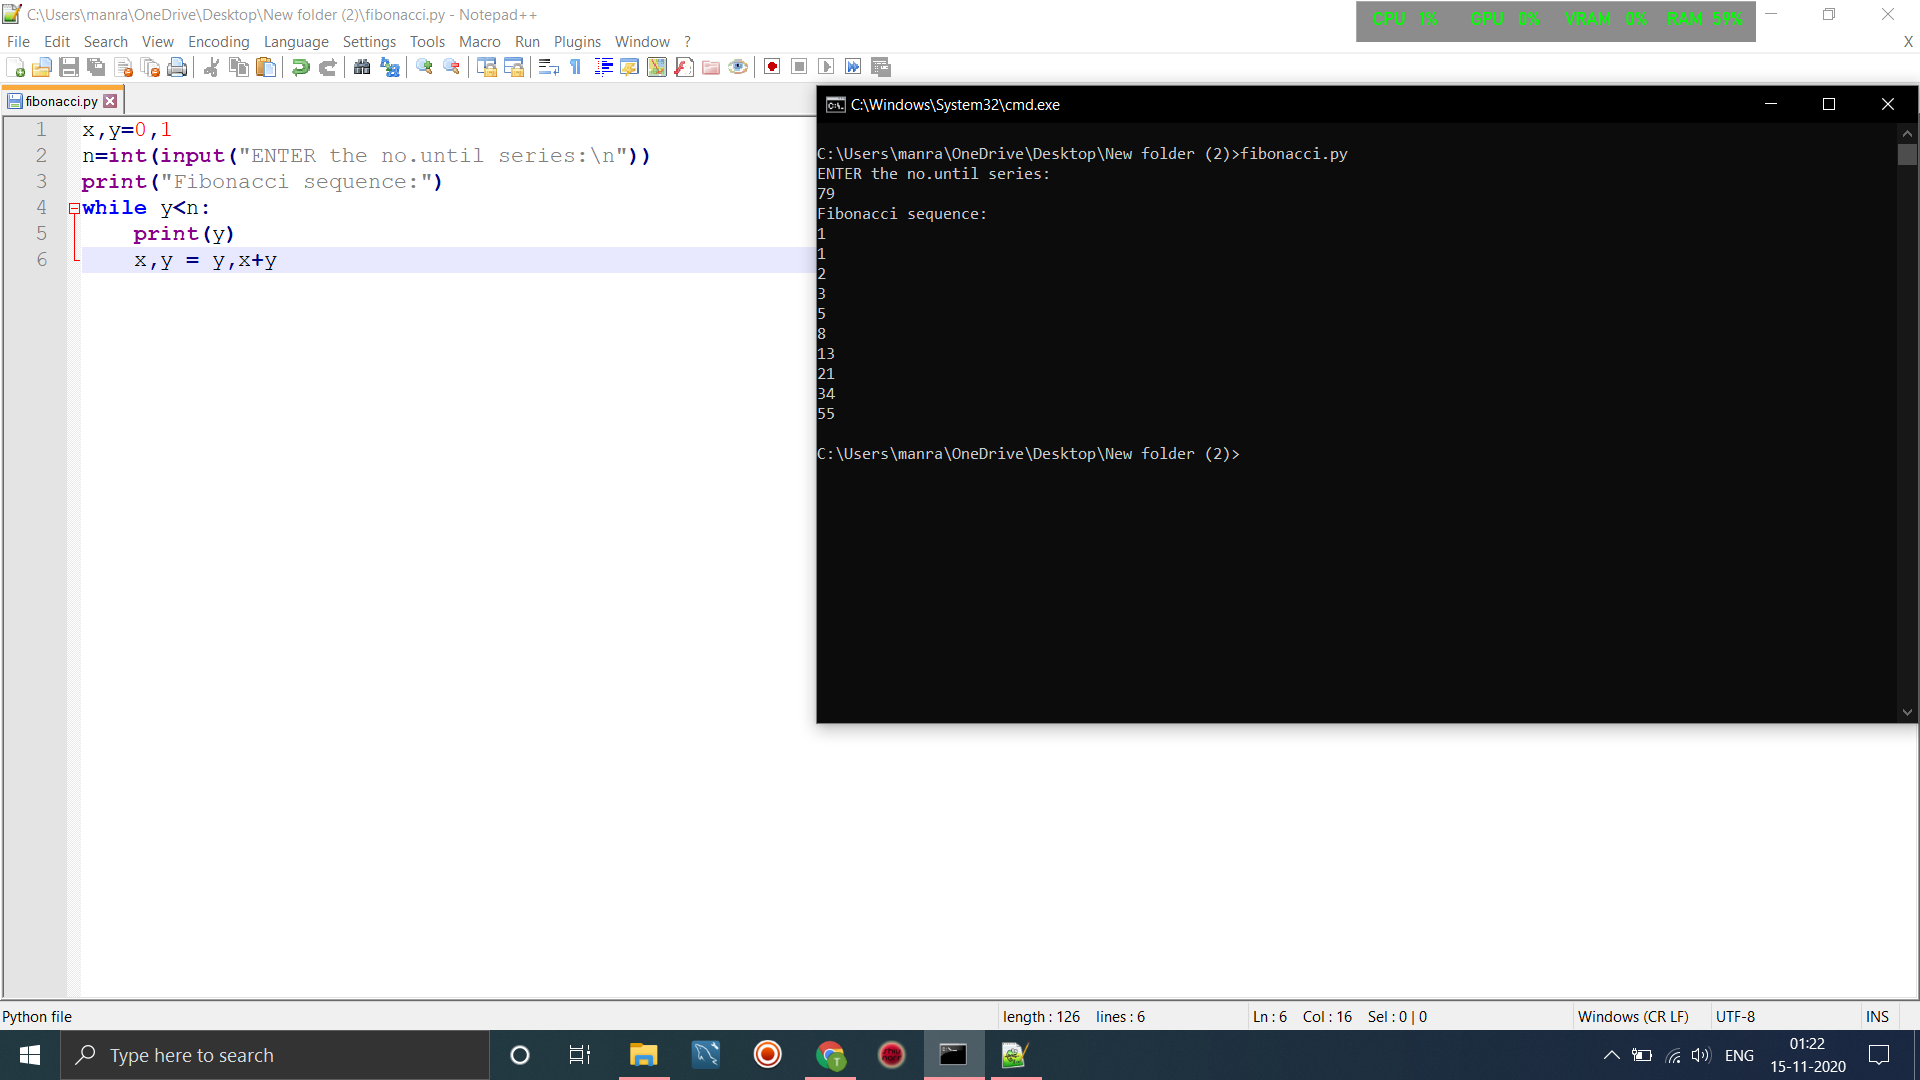 C:\Users\manra\OneDrive\Desktop\New folder (2)\fibonacci.py - Notepad++
CPU 1% GPU 0% VRAM 0% RAM 59%
File Edit Search View Encoding Language Settings Tools Macro Run Plugins Window ? X
fibonacci.py
1 x,y=0,1
2 n=int(input("ENTER the no.until series:\n"))
3 print("Fibonacci sequence:")
4 while y<n:
5 print(y)
6 x,y = y,x+y
C:\Windows\System32\cmd.exe
C:\Users\manra\OneDrive\Desktop\New folder (2)>fibonacci.py
ENTER the no.until series:
79
Fibonacci sequence:
1
1
2
3
5
8
13
21
34
55
C:\Users\manra\OneDrive\Desktop\New folder (2)>
Python file length : 126 lines : 6 Ln : 6 Col : 16 Sel : 0 | 0 Windows (CR LF) UTF-8 INS
Type here to search ENG 01:22
15-11-2020